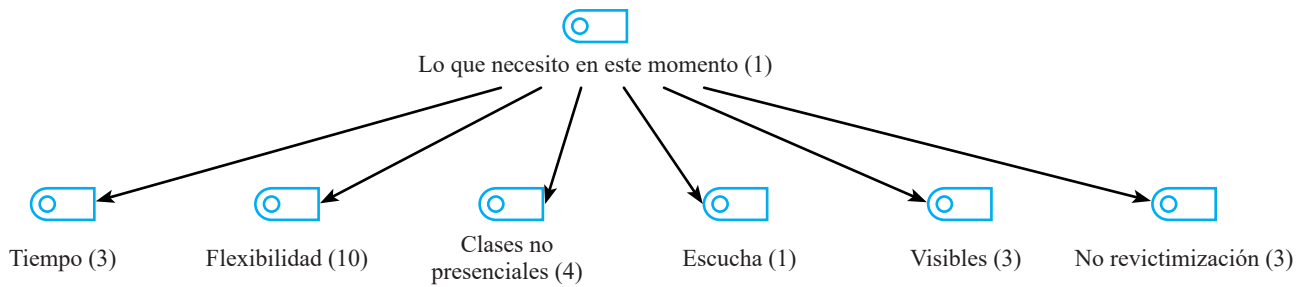 Lo que necesito en este momento (1)
Tiempo (3)
Flexibilidad (10)
Clases no
presenciales (4)
Escucha (1)
Visibles (3)
No revictimización (3)